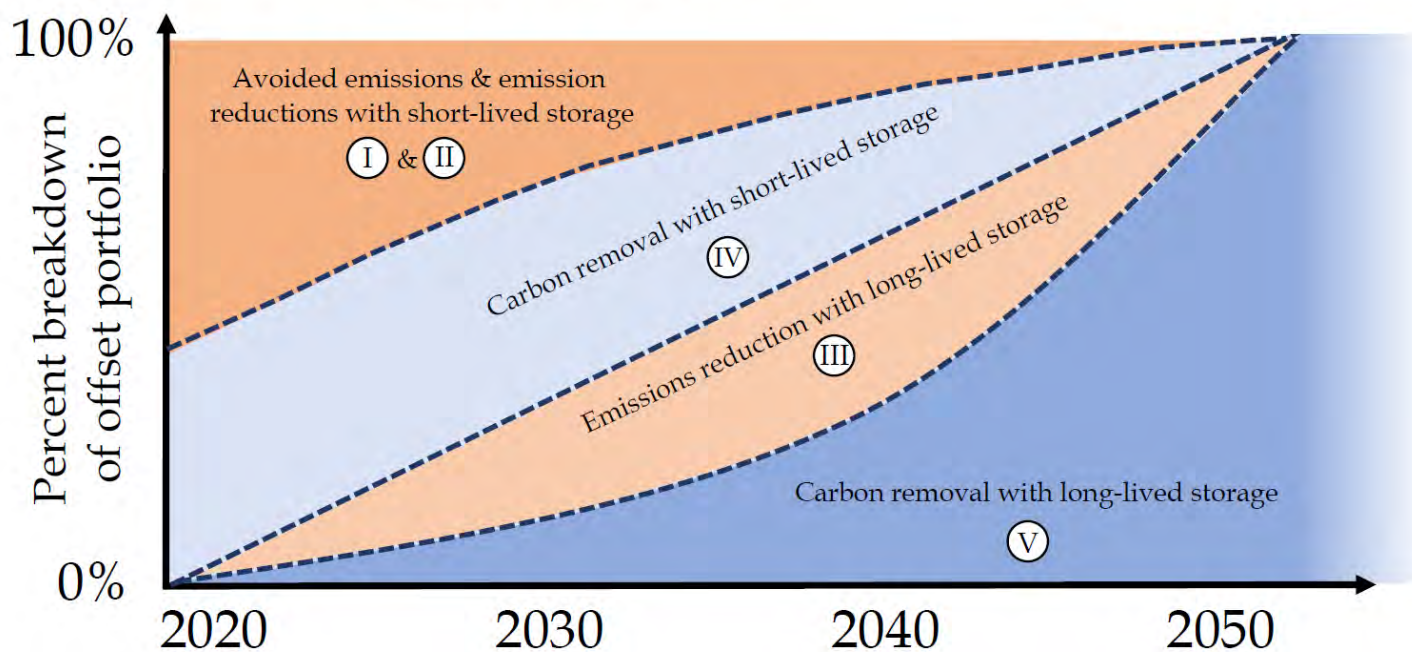 100%
Percent breakdown
of offset portfolio
0%
Avoided emissions & emission
reductions with short-lived storage
I & II
Carbon removal with short-lived storage
IV
Emissions reduction with long-lived storage
III
Carbon removal with long-lived storage
V
2020 2030 2040 2050